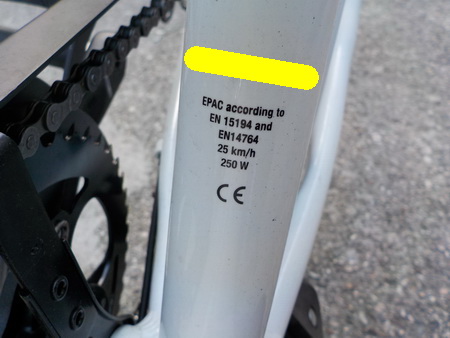 EPAC according to
EN 15194 and
EN14764
25 km/h
250 W
CE